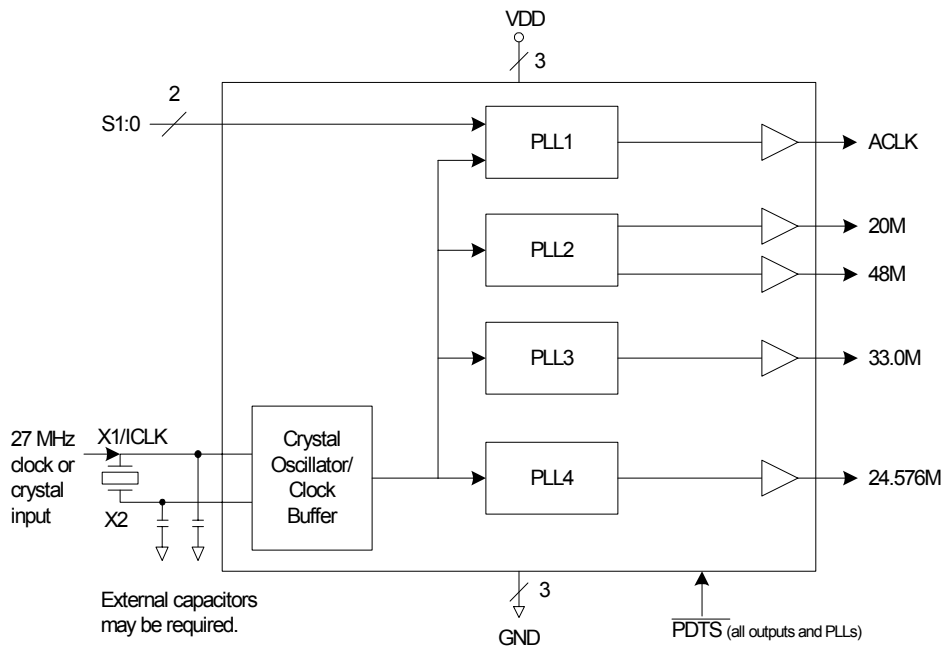 VDD
3
2
S1:0
PLL1
ACLK
20M
PLL2
48M
PLL3
33.0M
27 MHz
clock or
crystal
input
X1/ICLK
X2
Crystal
Oscillator/
Clock
Buffer
PLL4
24.576M
External capacitors
may be required.
3
GND
PDTS (all outputs and PLLs)